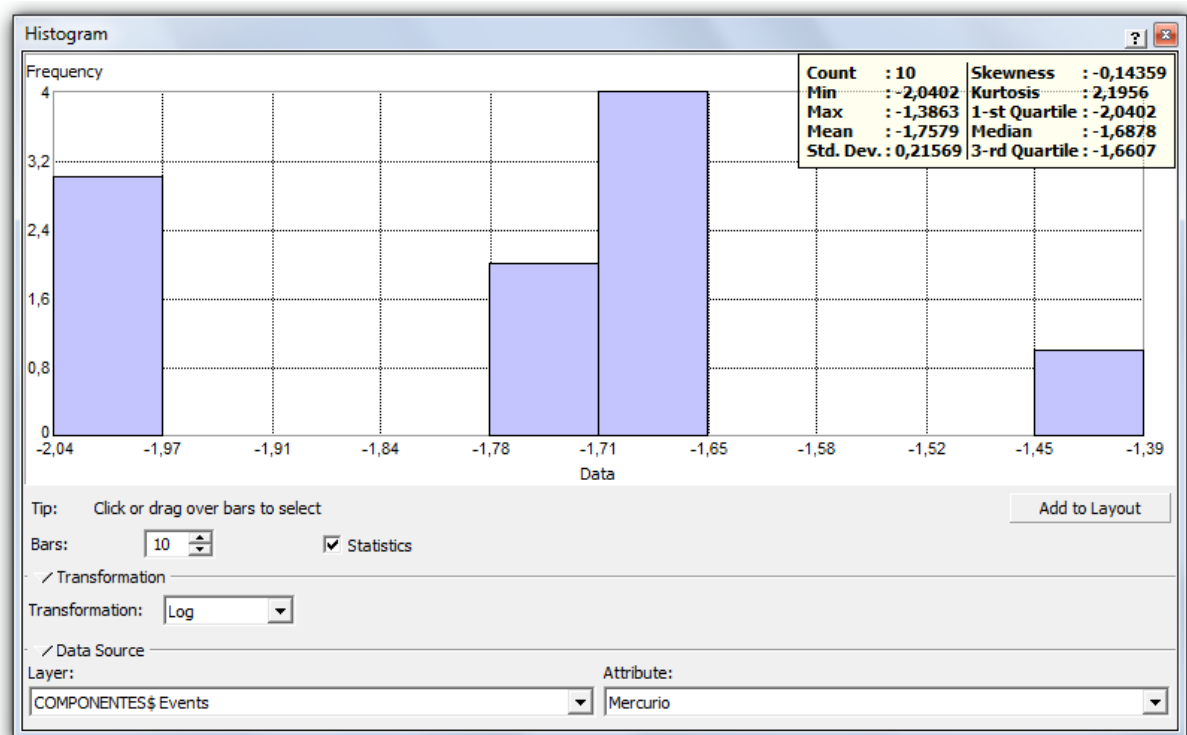 Histogram
?
Frequency
Count : 10 Skewness : -0,14359
Min : -2,0402 Kurtosis : 2,1956
Max : -1,3863 1-st Quartile : -2,0402
Mean : -1,7579 Median : -1,6878
Std. Dev. : 0,21569 3-rd Quartile : -1,6607
4
3,2
2,4
1,6
0,8
0
-2,04 -1,97 -1,91 -1,84 -1,78 -1,71 -1,65 -1,58 -1,52 -1,45 -1,39
Data
Tip: Click or drag over bars to select
Add to Layout
Bars: 10 Statistics
Transformation
Transformation: Log
Data Source
Layer: Attribute:
COMPONENTES$ Events Mercurio